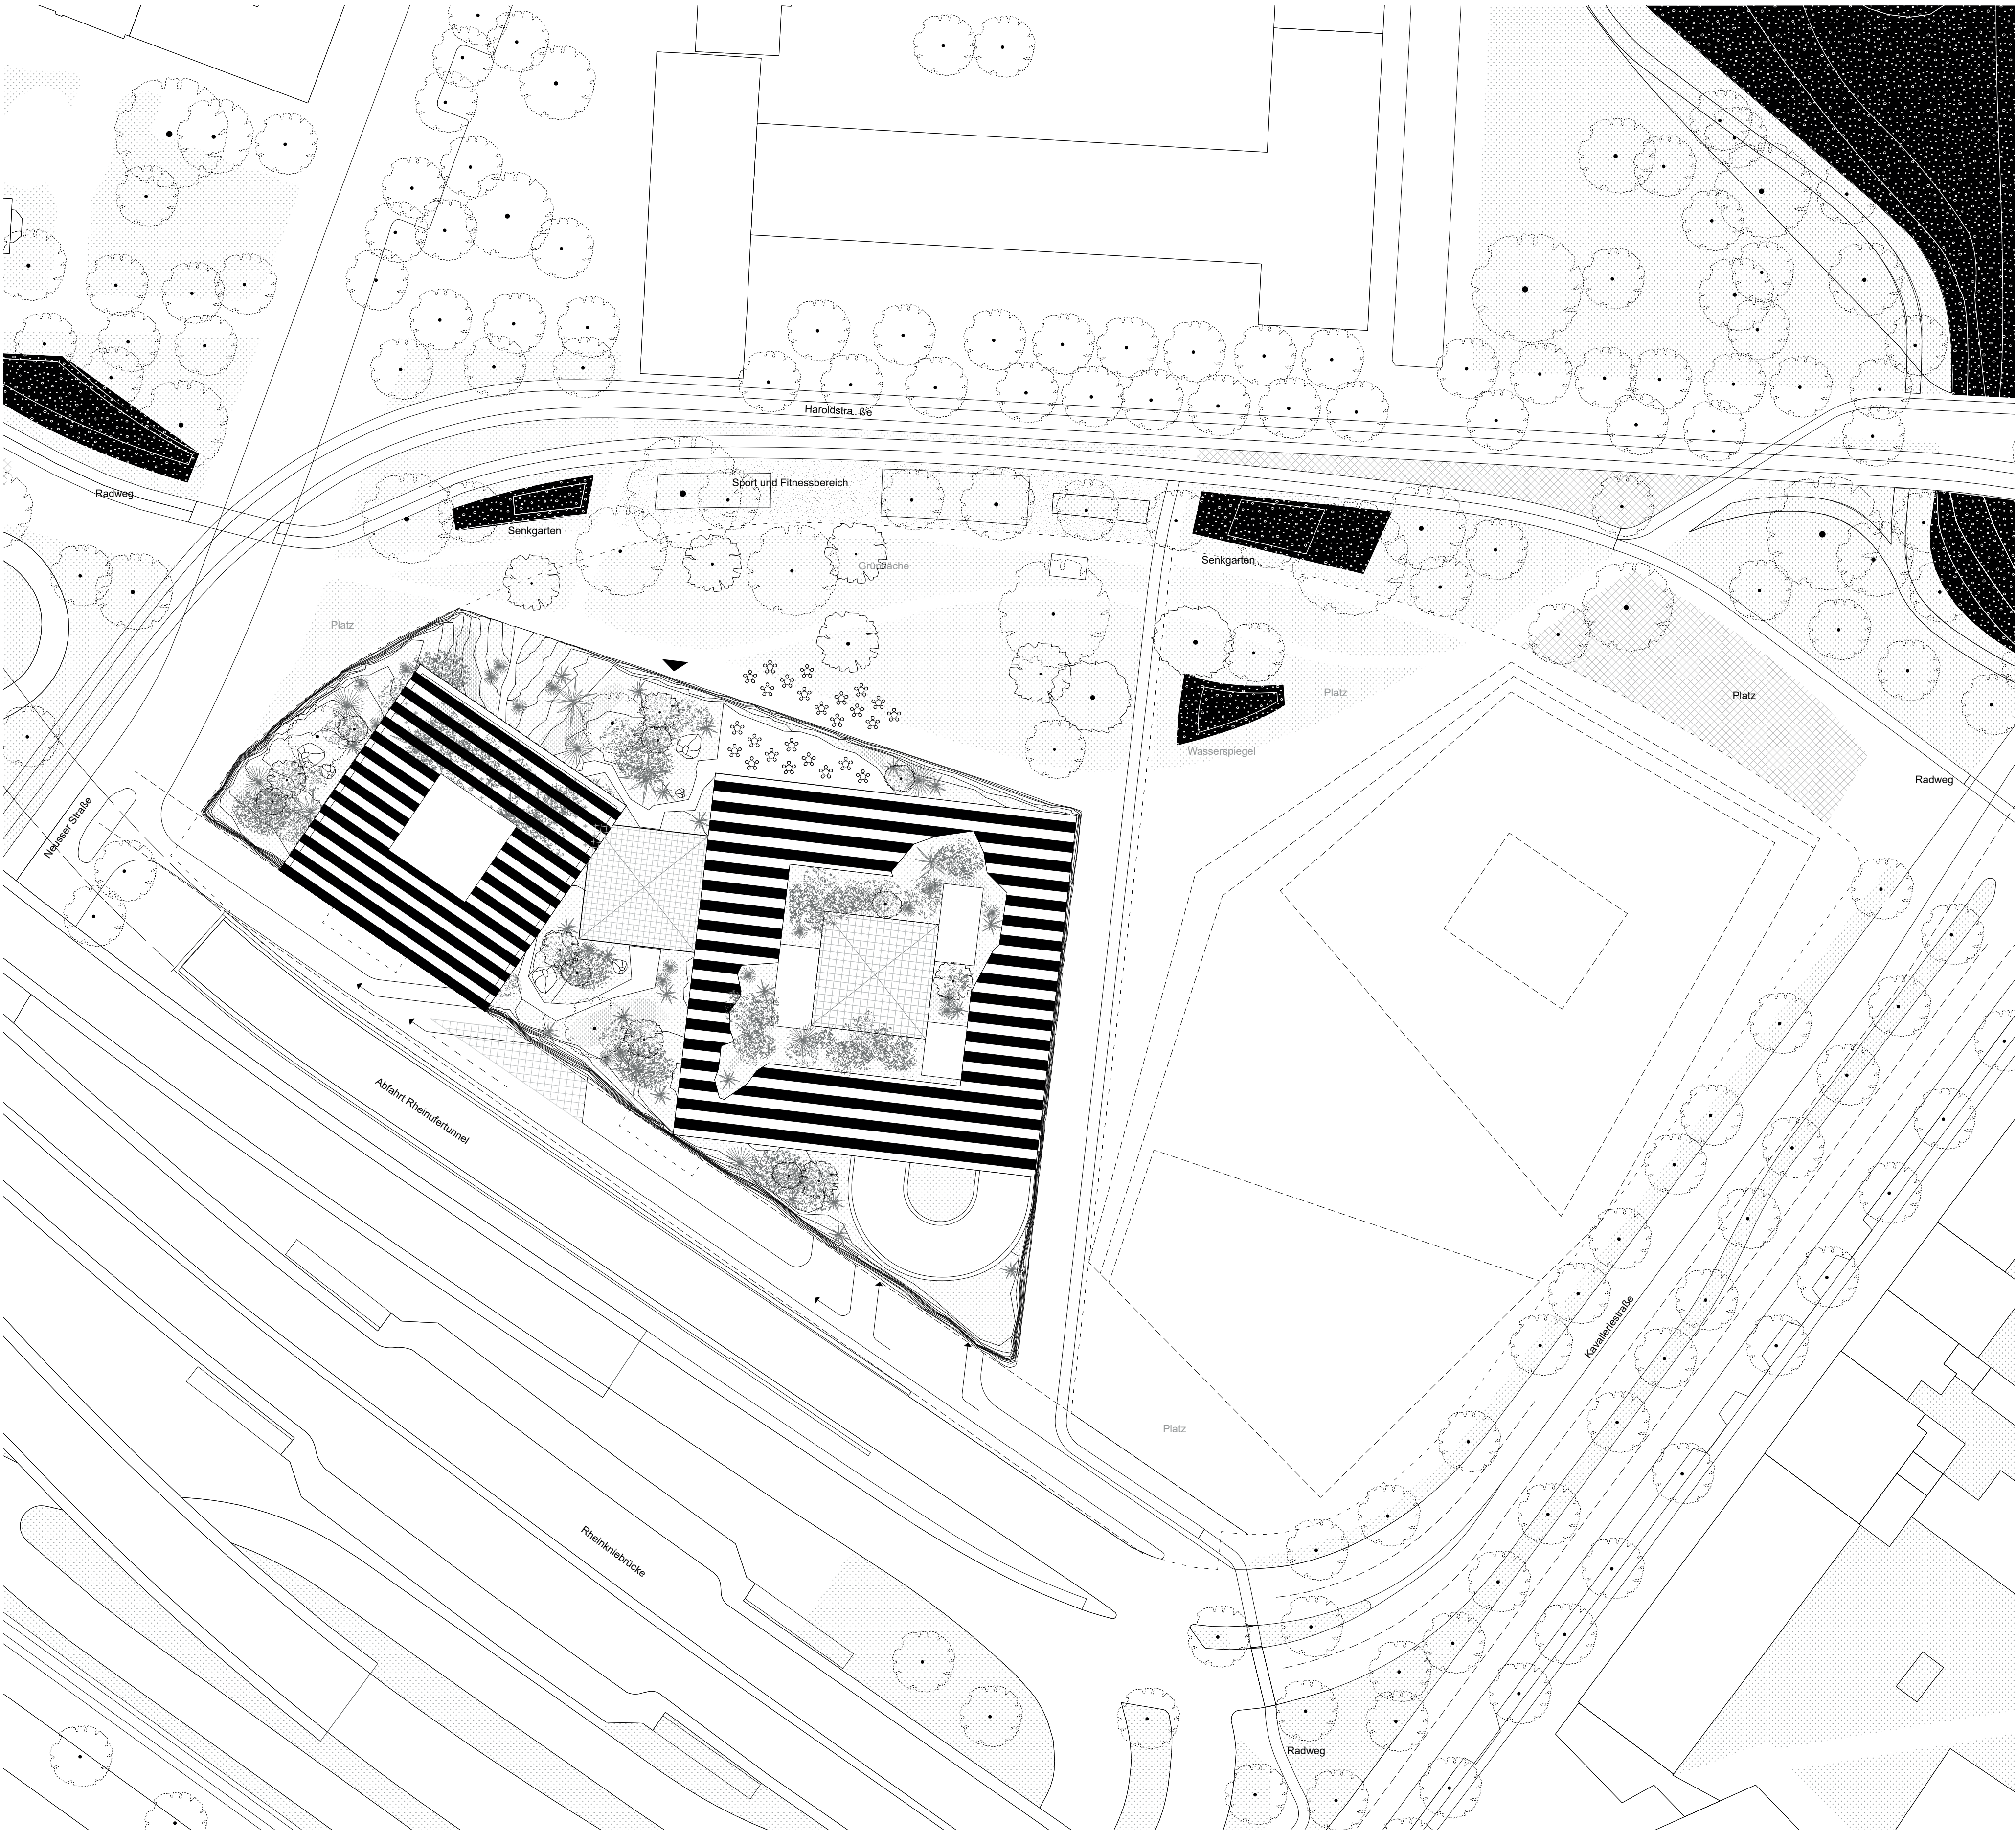 Haroldstra ße
Sport und Fitnessbereich
Radweg
Senkgarten
Senkgarten
Grünfläche
Platz
Platz
Platz
Wasserspiegel
Radweg
Neusser Straße
Abfahrt Rheinufertunnel
Kavalleriestraße
Platz
Rheinkniebrücke
Radweg